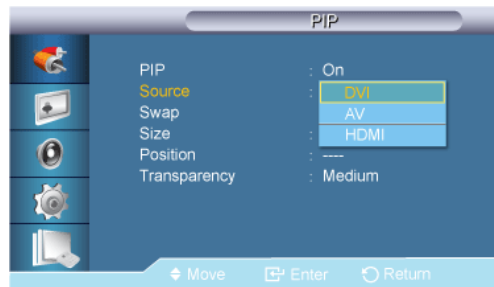 PIP
PIP : On
Source : DVI
Swap AV
Size : HDMI
Position : ----
Transparency : Medium
Move Enter Return